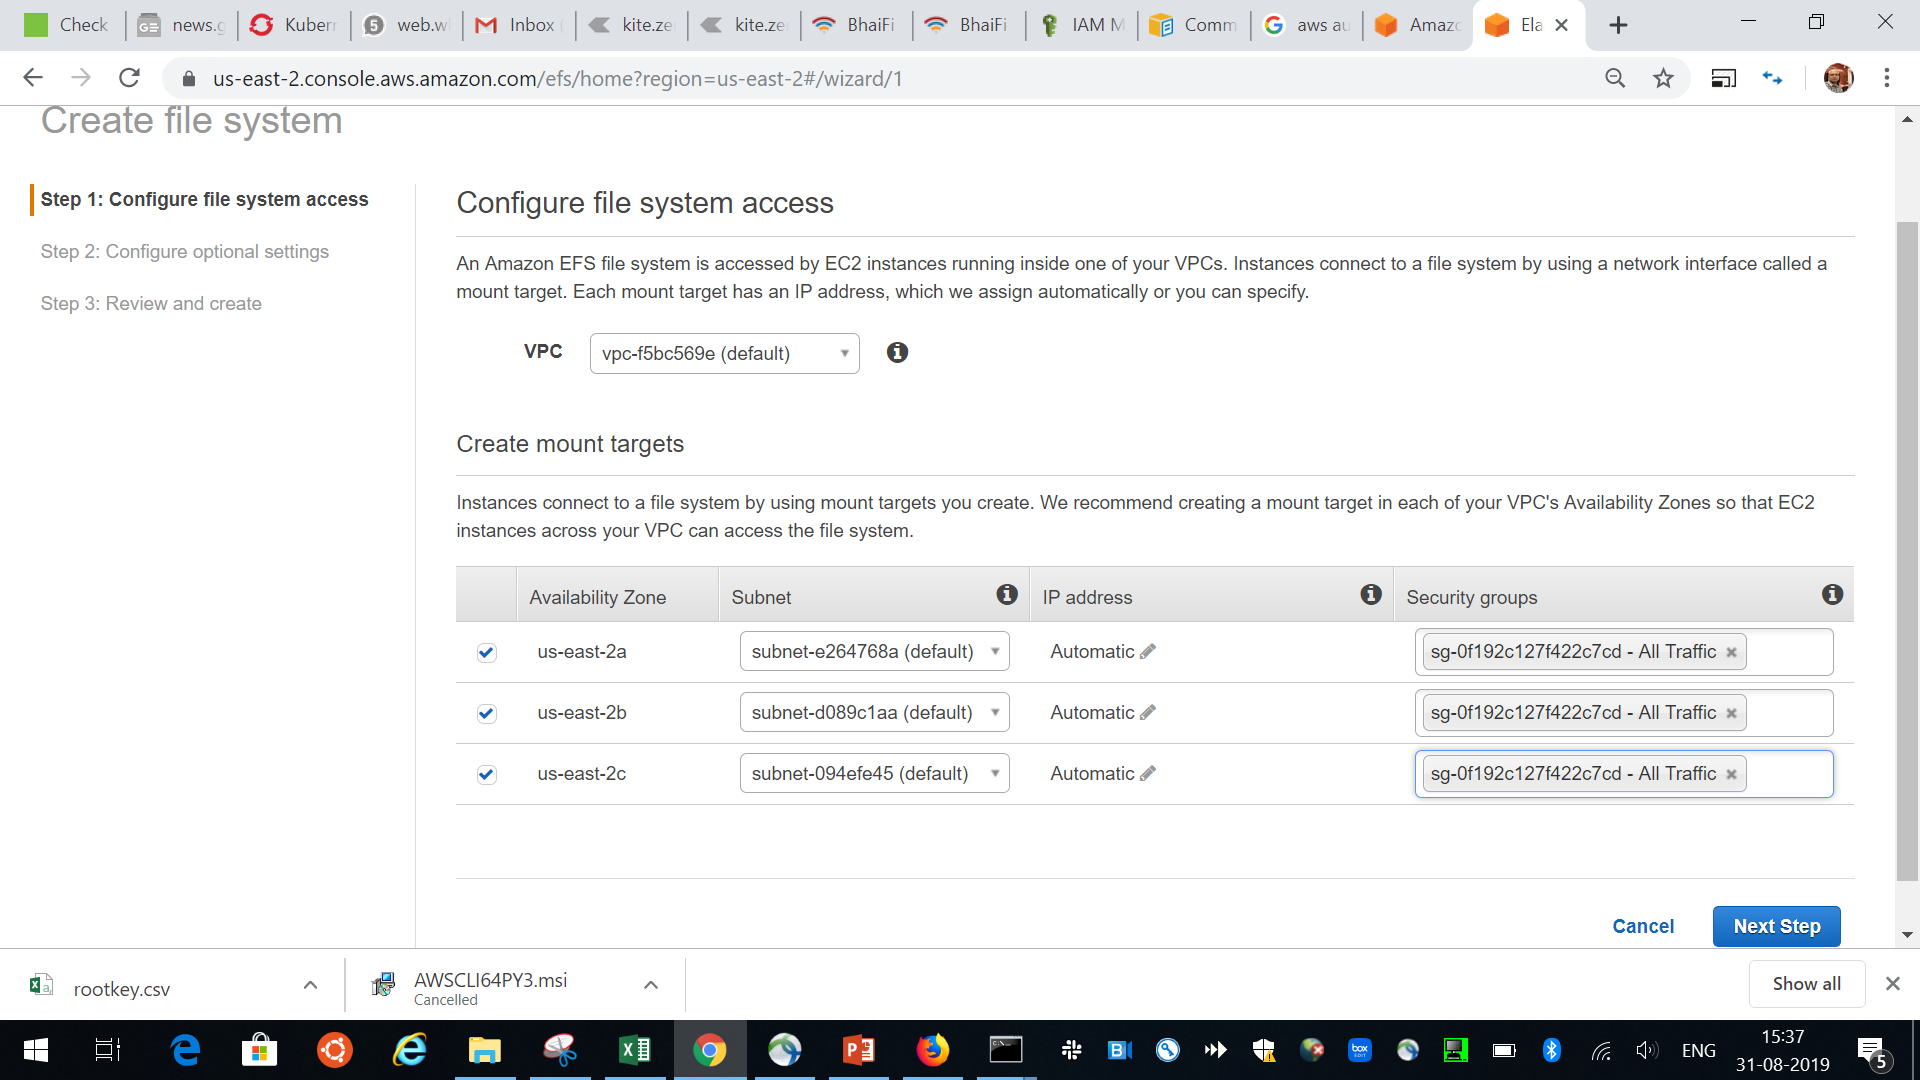 Check
news.g
Kubern
web.w
Inbox
kite.ze
kite.ze
BhaiFi
BhaiFi
IAM M
Comm
aws au
Amazo
Ela
us-east-2.console.aws.amazon.com/efs/home?region=us-east-2#/wizard/1
Create file system
Step 1: Configure file system access
Step 2: Configure optional settings
Step 3: Review and create
Configure file system access
An Amazon EFS file system is accessed by EC2 instances running inside one of your VPCs. Instances connect to a file system by using a network interface called a
mount target. Each mount target has an IP address, which we assign automatically or you can specify.
VPC vpc-f5bc569e (default)
Create mount targets
Instances connect to a file system by using mount targets you create. We recommend creating a mount target in each of your VPC's Availability Zones so that EC2
instances across your VPC can access the file system.
Availability Zone Subnet IP address Security groups
us-east-2a subnet-e264768a (default) Automatic sg-0f192c127f422c7cd - All Traffic
us-east-2b subnet-d089c1aa (default) Automatic sg-0f192c127f422c7cd - All Traffic
us-east-2c subnet-094efe45 (default) Automatic sg-0f192c127f422c7cd - All Traffic
Cancel Next Step
rootkey.csv
AWSCLI64PY3.msi
Cancelled
Show all
ENG
15:37
31-08-2019
5